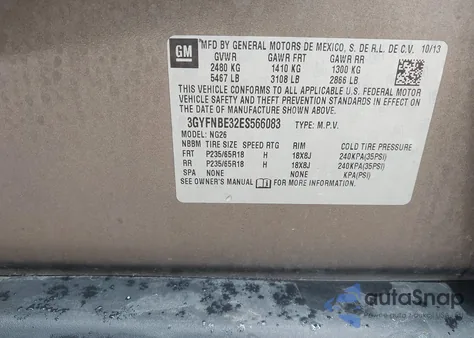 GM
MFD BY GENERAL MOTORS DE MEXICO, S. DE R.L. DE C.V. 10/13
GVWR GAWR FRT GAWR RR
2480 KG 1410 KG 1300 KG
5467 LB 3108 LB 2866 LB
THIS VEHICLE CONFORMS TO ALL APPLICABLE
U.S. FEDERAL MOTOR VEHICLE SAFETY, BUMPER, AND THEFT
PREVENTION STANDARDS IN EFFECT ON THE DATE OF
MANUFACTURE SHOWN ABOVE.
3GYFNBE32ES566083 TYPE: M.P.V.
MODEL: NG26
NBBM TIRE SIZE SPEED RTG RIM COLD TIRE PRESSURE
FRT P235/65R18 H 18X8J 240KPA(35PSI)
RR P235/65R18 H 18X8J 240KPA(35PSI)
SPA NONE NONE KPA(PSI)
SEE OWNER'S MANUAL FOR MORE INFORMATION.
autoSnap